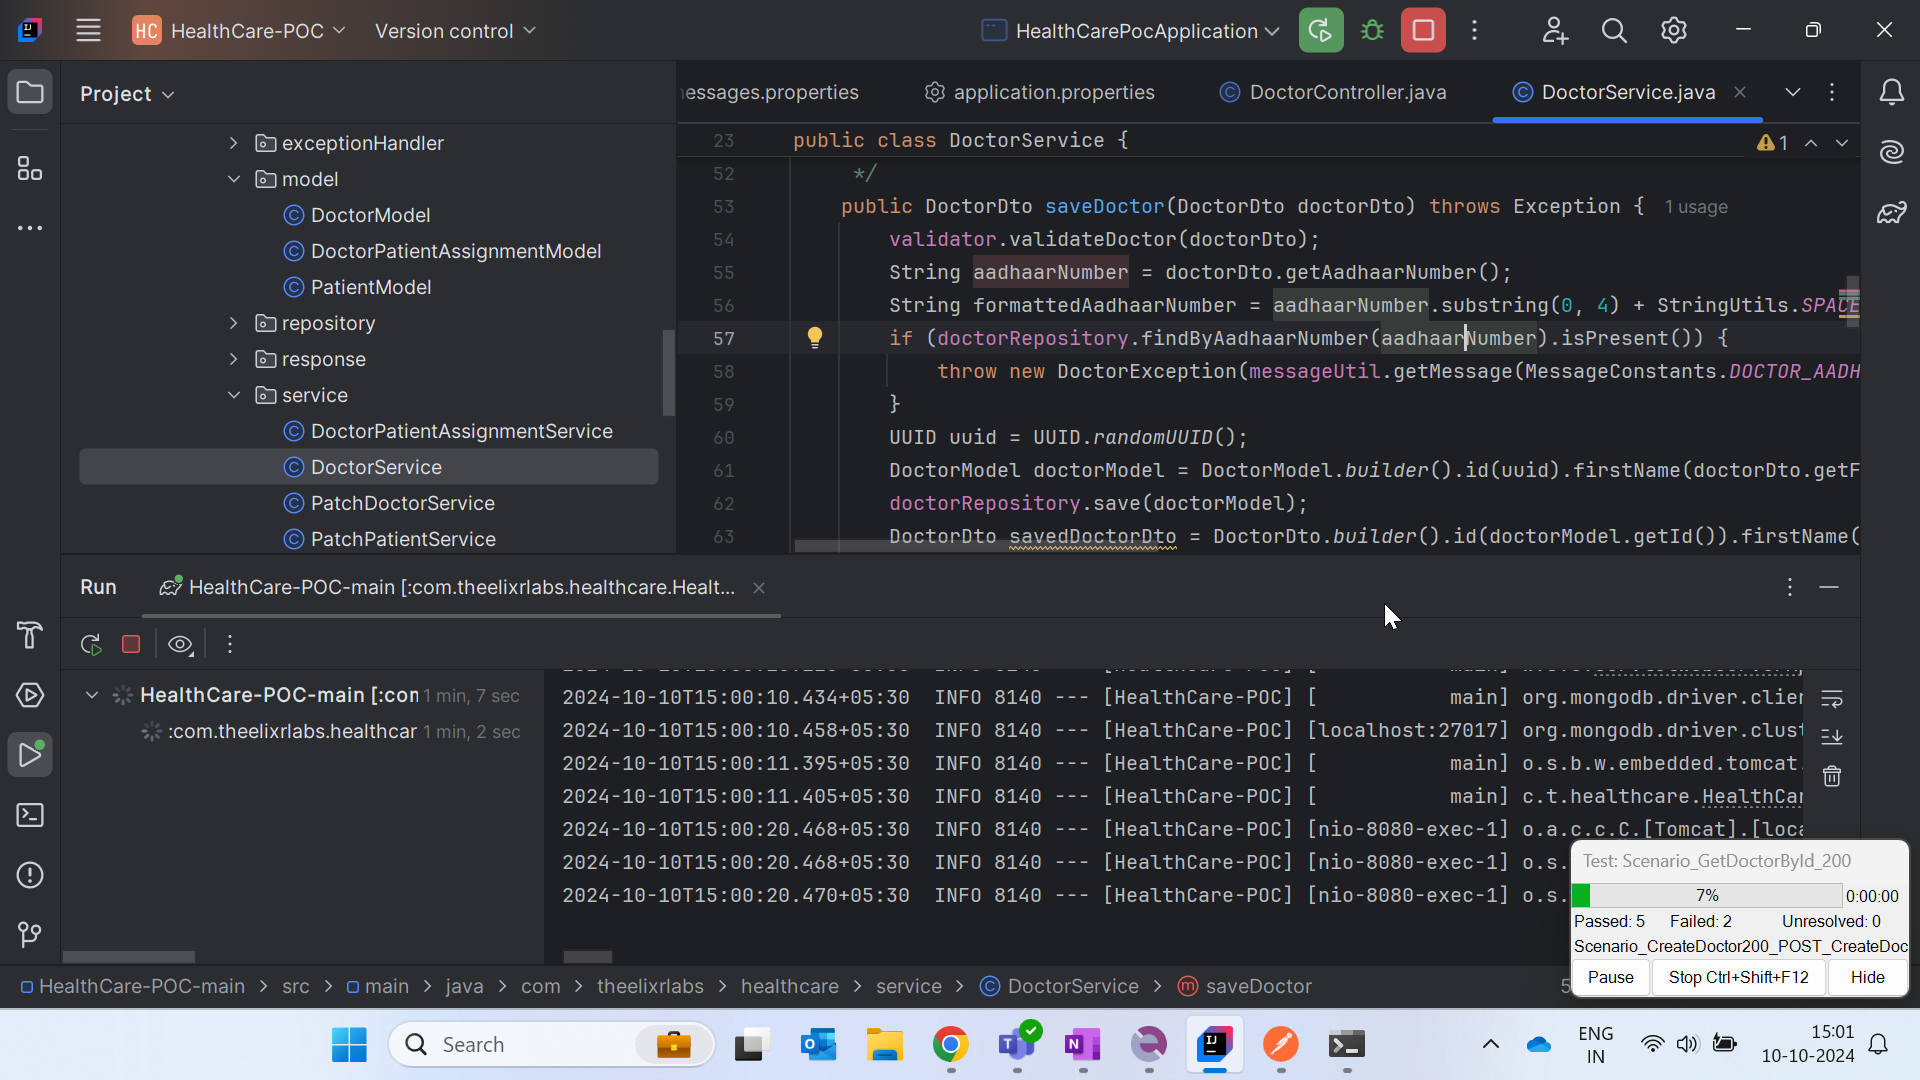 HC HealthCare-POC Version control HealthCarePocApplication
Project
exceptionHandler
model
DoctorModel
DoctorPatientAssignmentModel
PatientModel
repository
response
service
DoctorPatientAssignmentService
DoctorService
PatchDoctorService
PatchPatientService
essages.properties application.properties DoctorController.java DoctorService.java
23 public class DoctorService { 1
52 */
53 public DoctorDto saveDoctor(DoctorDto doctorDto) throws Exception { 1 usage
54 validator.validateDoctor(doctorDto);
55 String aadhaarNumber = doctorDto.getAadhaarNumber();
56 String formattedAadhaarNumber = aadhaarNumber.substring(0, 4) + StringUtils.SPACE
57 if (doctorRepository.findByAadhaarNumber(aadhaarNumber).isPresent()) {
58 throw new DoctorException(messageUtil.getMessage(MessageConstants.DOCTOR_AADH
59 }
60 UUID uuid = UUID.randomUUID();
61 DoctorModel doctorModel = DoctorModel.builder().id(uuid).firstName(doctorDto.getF
62 doctorRepository.save(doctorModel);
63 DoctorDto savedDoctorDto = DoctorDto.builder().id(doctorModel.getId()).firstName(
Run HealthCare-POC-main [:com.theelixrlabs.healthcare.Healt...
HealthCare-POC-main [:con 1 min, 7 sec
:com.theelixrlabs.healthcar 1 min, 2 sec
2024-10-10T15:00:10.434+05:30 INFO 8140 --- [HealthCare-POC] [ main] org.mongodb.driver.clier
2024-10-10T15:00:10.458+05:30 INFO 8140 --- [HealthCare-POC] [localhost:27017] org.mongodb.driver.clust
2024-10-10T15:00:11.395+05:30 INFO 8140 --- [HealthCare-POC] [ main] o.s.b.w.embedded.tomcat.
2024-10-10T15:00:11.405+05:30 INFO 8140 --- [HealthCare-POC] [ main] c.t.healthcare.HealthCar
2024-10-10T15:00:20.468+05:30 INFO 8140 --- [HealthCare-POC] [nio-8080-exec-1] o.a.c.c.C.[Tomcat].[loca
2024-10-10T15:00:20.468+05:30 INFO 8140 --- [HealthCare-POC] [nio-8080-exec-1] o.s.
2024-10-10T15:00:20.470+05:30 INFO 8140 --- [HealthCare-POC] [nio-8080-exec-1] o.s.
Test: Scenario_GetDoctorById_200
7% 0:00:00
Passed: 5 Failed: 2 Unresolved: 0
Scenario_CreateDoctor200_POST_CreateDoc
Pause Stop Ctrl+Shift+F12 Hide
HealthCare-POC-main > src > main > java > com > theelixrlabs > healthcare > service > DoctorService > saveDoctor 5
Search
ENG
IN
15:01
10-10-2024